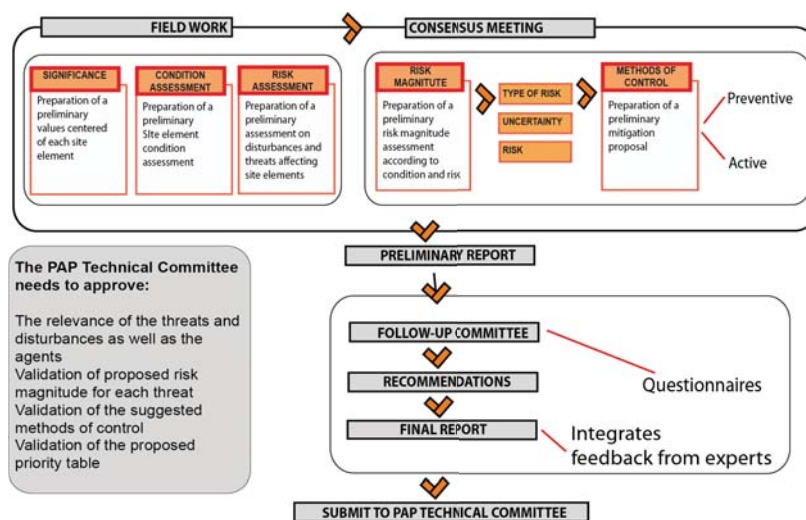 FIELD WORK
CONSENSUS MEETING
SIGNIFICANCE
Preparation of a
preliminary
values centered
of each site
element
CONDITION
ASSESSMENT
Preparation of a
preliminary
SIte element
condition
assessment
RISK
ASSESSMENT
Preparation of a
preliminary
assessment on
disturbances and
threats affecting
site elements
RISK
MAGNITUTE
Preparation of a
preliminary
risk magnitude
assessment
according to
condition and risk
TYPE OF RISK
UNCERTAINTY
RISK
METHODS OF
CONTROL
Preparation of a
preliminary
mitigation
proposal
Preventive
Active
PRELIMINARY REPORT
The PAP Technical Committee
needs to approve:
The relevance of the threats and
disturbances as well as the
agents
Validation of proposed risk
magnitude for each threat
Validation of the suggested
methods of control
Validation of the proposed
priority table
FOLLOW-UP COMMITTEE
RECOMMENDATIONS
FINAL REPORT
Questionnaires
Integrates
feedback from experts
SUBMIT TO PAP TECHNICAL COMMITTEE